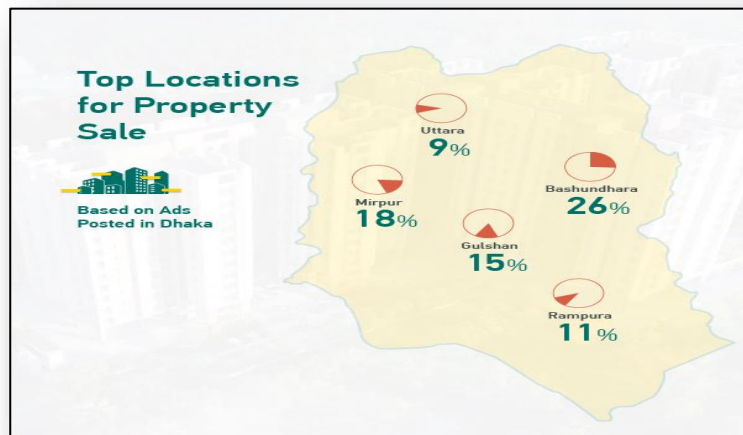 Top Locations
for Property
Sale
Based on Ads
Posted in Dhaka
Uttara
9%
Mirpur
18%
Bashundhara
26%
Gulshan
15%
Rampura
11%